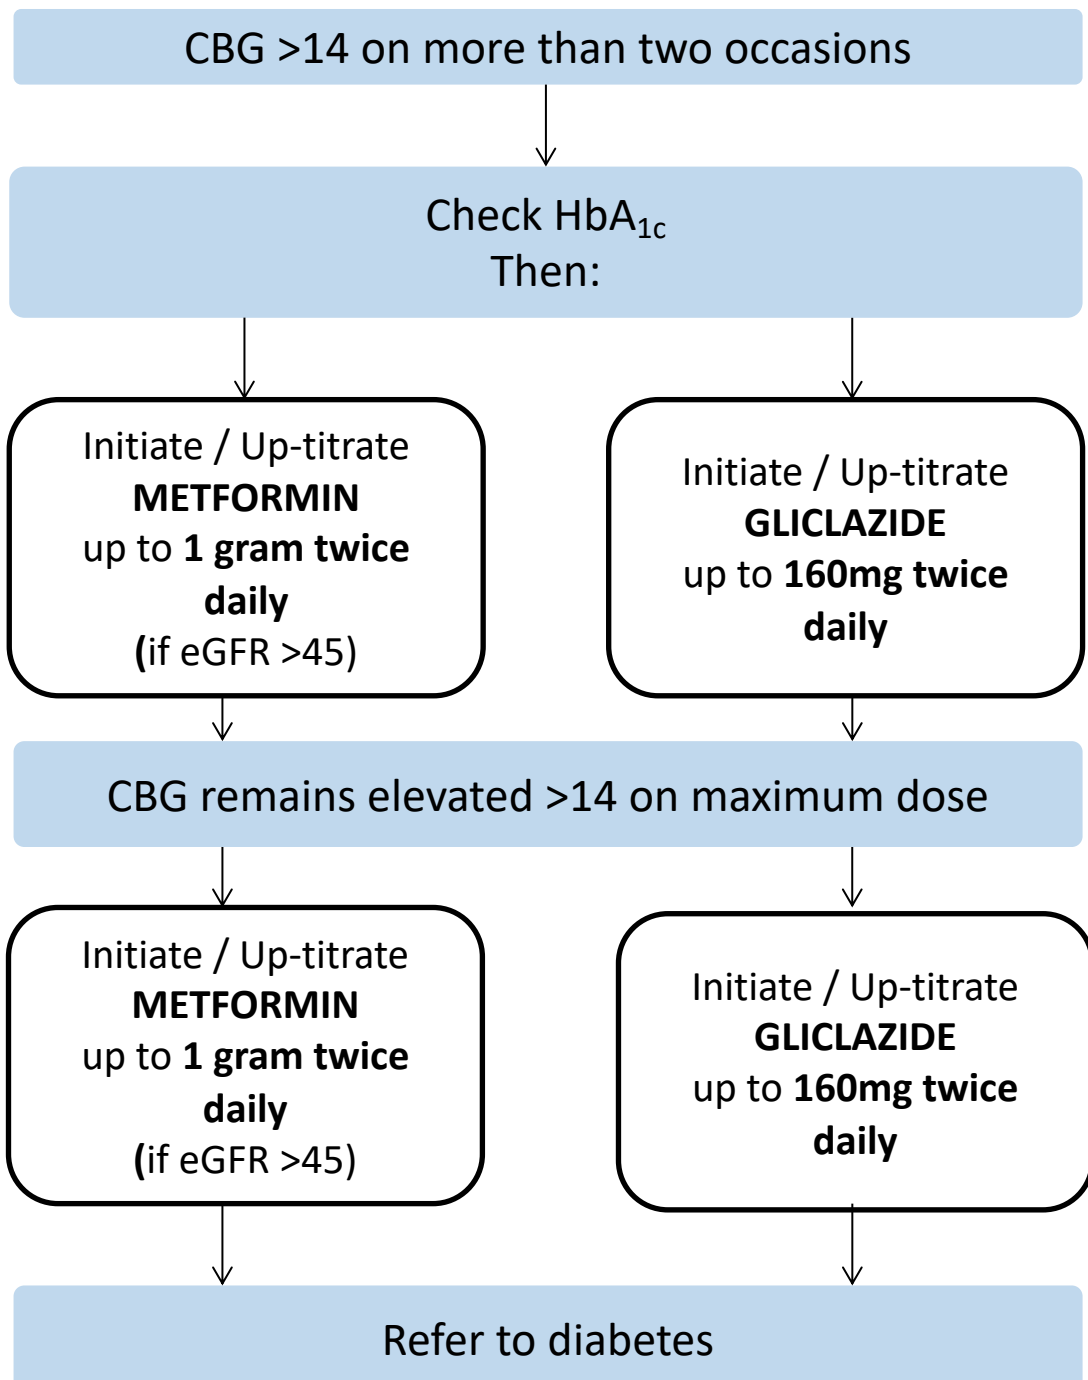 CBG >14 on more than two occasions
Check HbA1c
Then:
Initiate / Up-titrate
METFORMIN
up to 1 gram twice
daily
(if eGFR >45)
Initiate / Up-titrate
GLICLAZIDE
up to 160mg twice
daily
CBG remains elevated >14 on maximum dose
Initiate / Up-titrate
METFORMIN
up to 1 gram twice
daily
(if eGFR >45)
Initiate / Up-titrate
GLICLAZIDE
up to 160mg twice
daily
Refer to diabetes